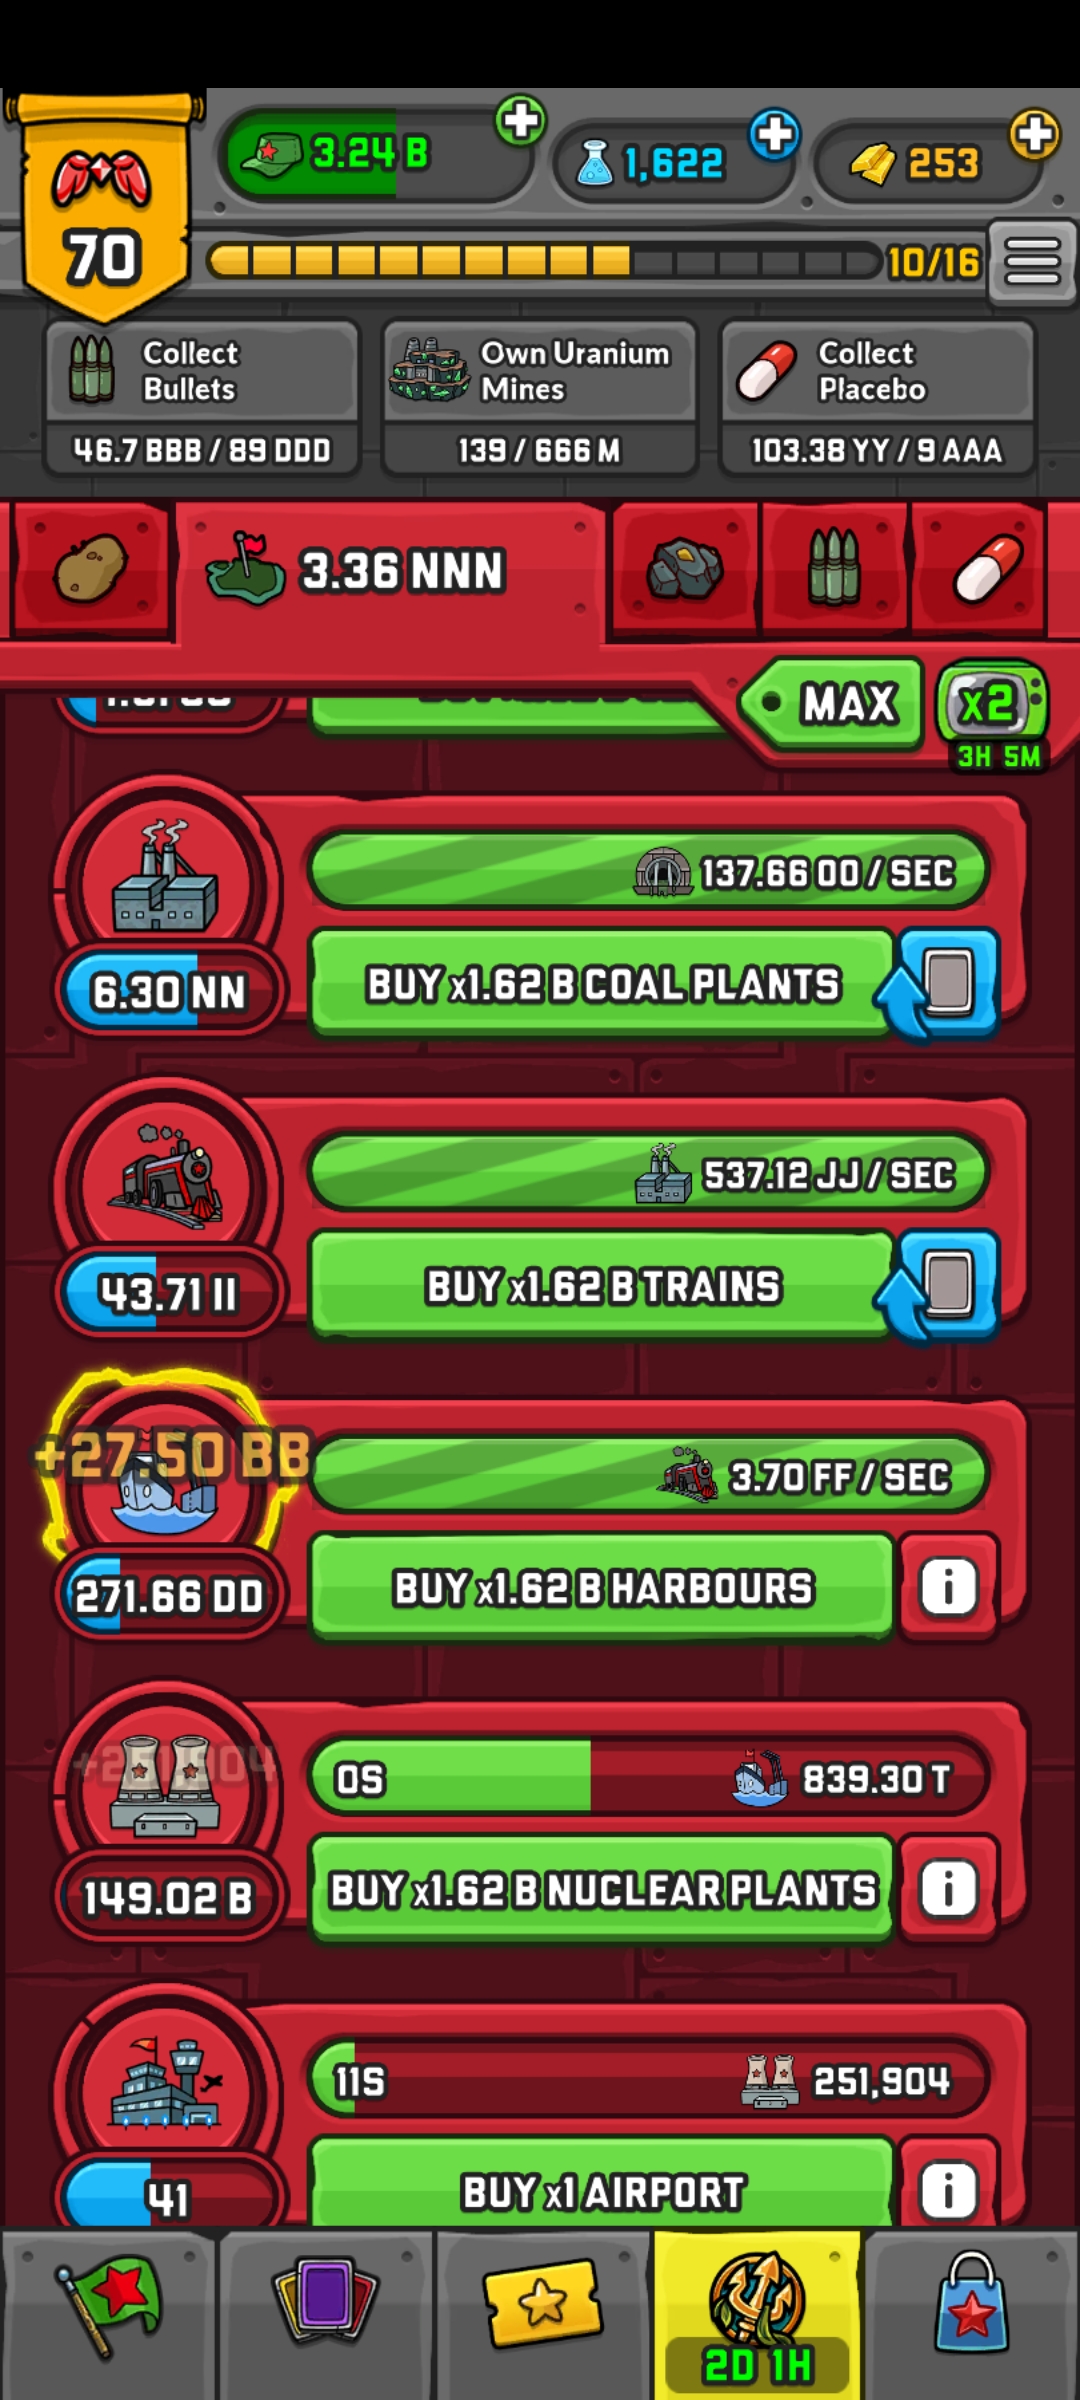 3.24 B
1,622
253
70
10/16
Collect
Bullets
46.7 BBB / 89 DDD
Own Uranium
Mines
139 / 666 M
Collect
Placebo
103.38 YY / 9 AAA
3.36 NNN
MAX
x2
3H 5M
137.66 OO / SEC
6.30 NN
BUY x1.62 B COAL PLANTS
537.12 JJ / SEC
43.71 II
BUY x1.62 B TRAINS
+27.50 BB
3.70 FF / SEC
271.66 DD
BUY x1.62 B HARBOURS
i
+251,904
0S
839.30 T
149.02 B
BUY x1.62 B NUCLEAR PLANTS
i
11S
251,904
41
BUY x1 AIRPORT
i
2D 1H